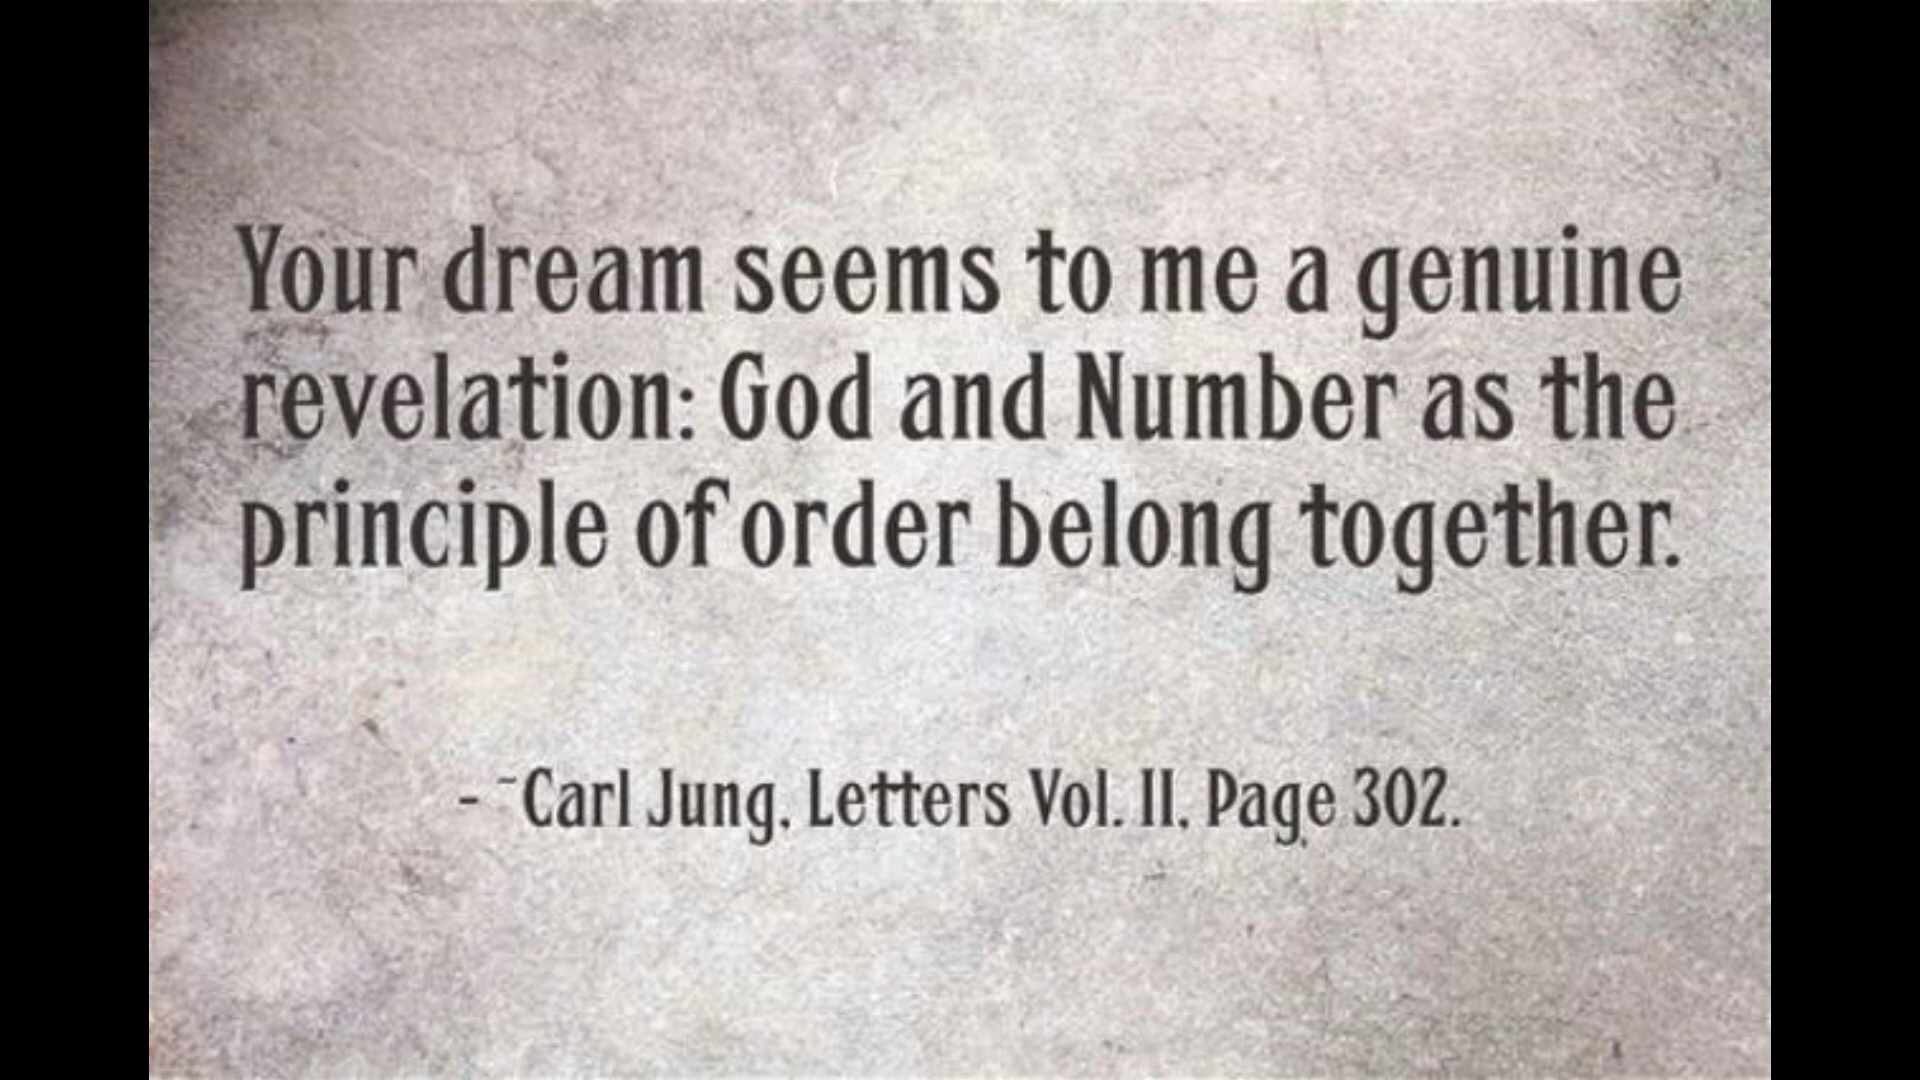 Your dream seems to me a genuine
revelation: God and Number as the
principle of order belong together.
- ~Carl Jung, Letters Vol. II, Page 302.